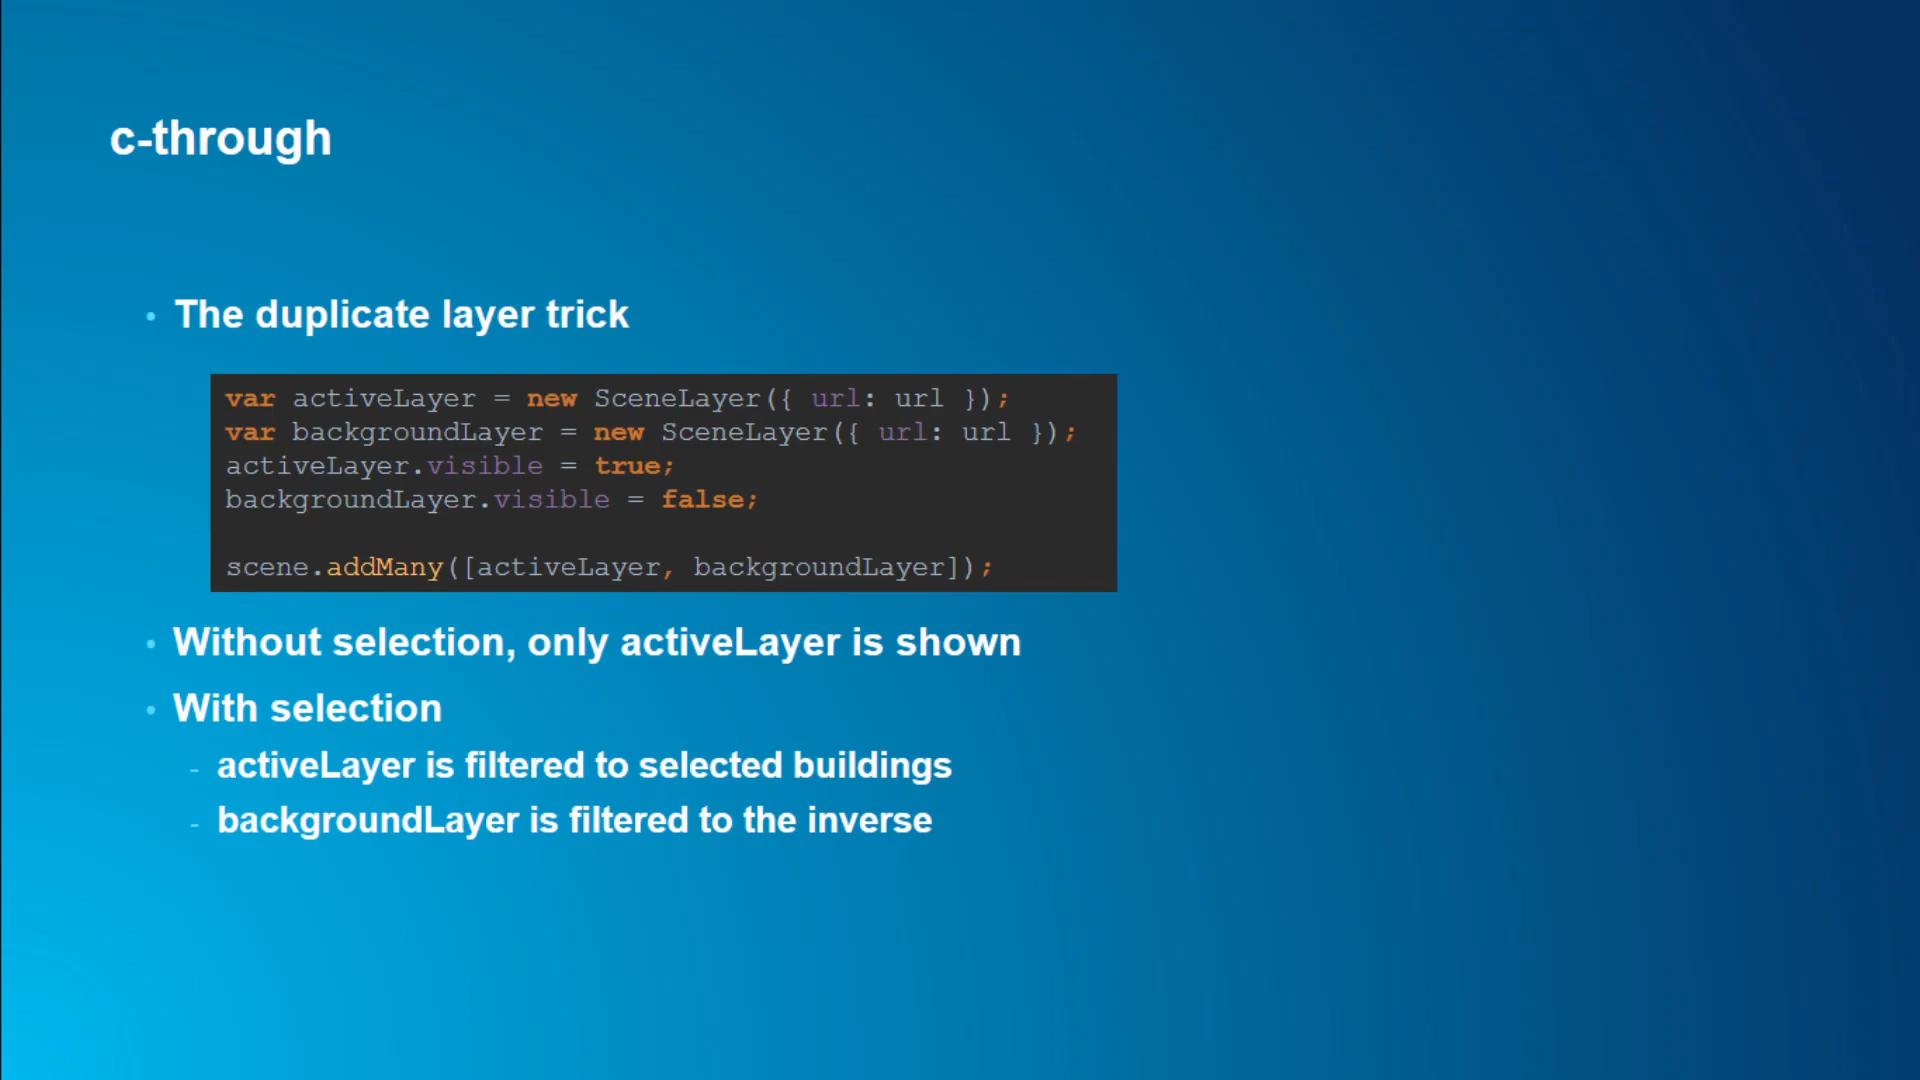 c-through
• The duplicate layer trick
var activeLayer = new SceneLayer({ url: url });
var backgroundLayer = new SceneLayer({ url: url });
activeLayer.visible = true;
backgroundLayer.visible = false;
scene.addMany([activeLayer, backgroundLayer]);
• Without selection, only activeLayer is shown
• With selection
- activeLayer is filtered to selected buildings
- backgroundLayer is filtered to the inverse